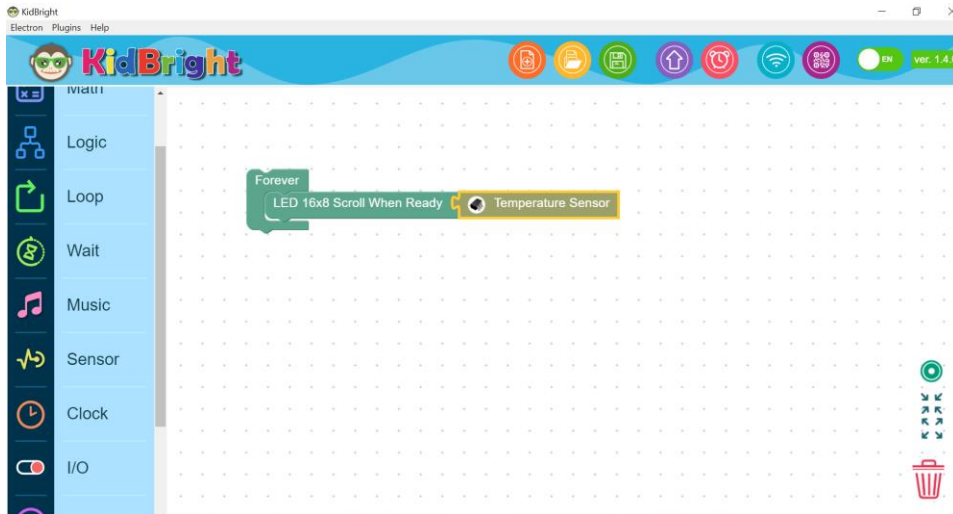 KidBright
Electron Plugins Help
KidBright
EN
ver. 1.4.
Math
Logic
Loop
Wait
Music
Sensor
Clock
I/O
Forever
LED 16x8 Scroll When Ready
Temperature Sensor